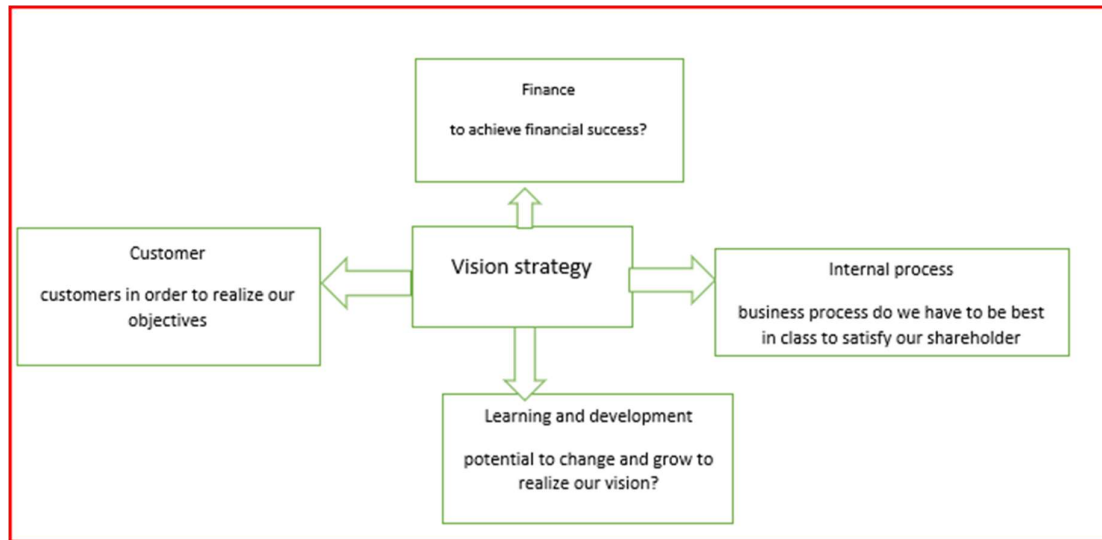 Finance
to achieve financial success?
Customer
customers in order to realize our
objectives
Vision strategy
Internal process
business process do we have to be best
in class to satisfy our shareholder
Learning and development
potential to change and grow to
realize our vision?